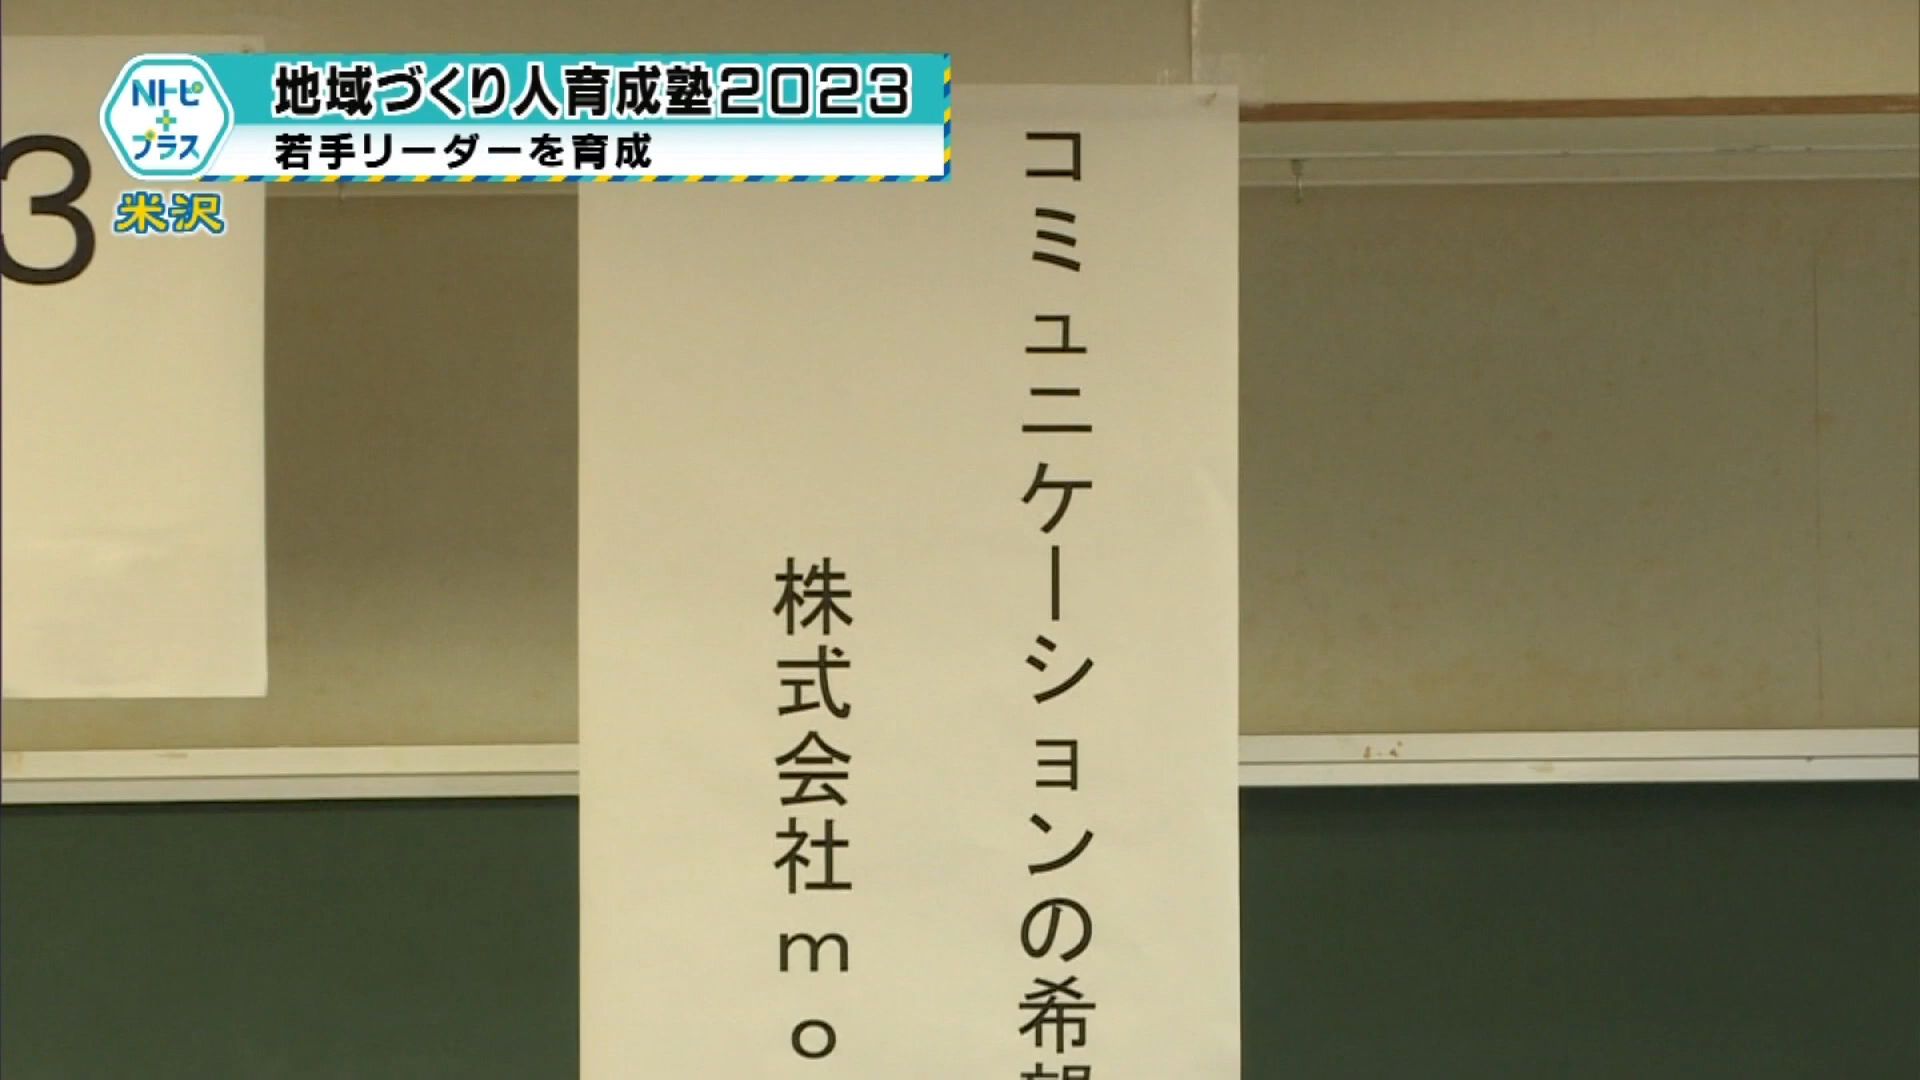 Nトピ
+
プラス
地域づくり人育成塾2023
若手リーダーを育成
米沢
3
コミュニケーションの希
株式会社mo